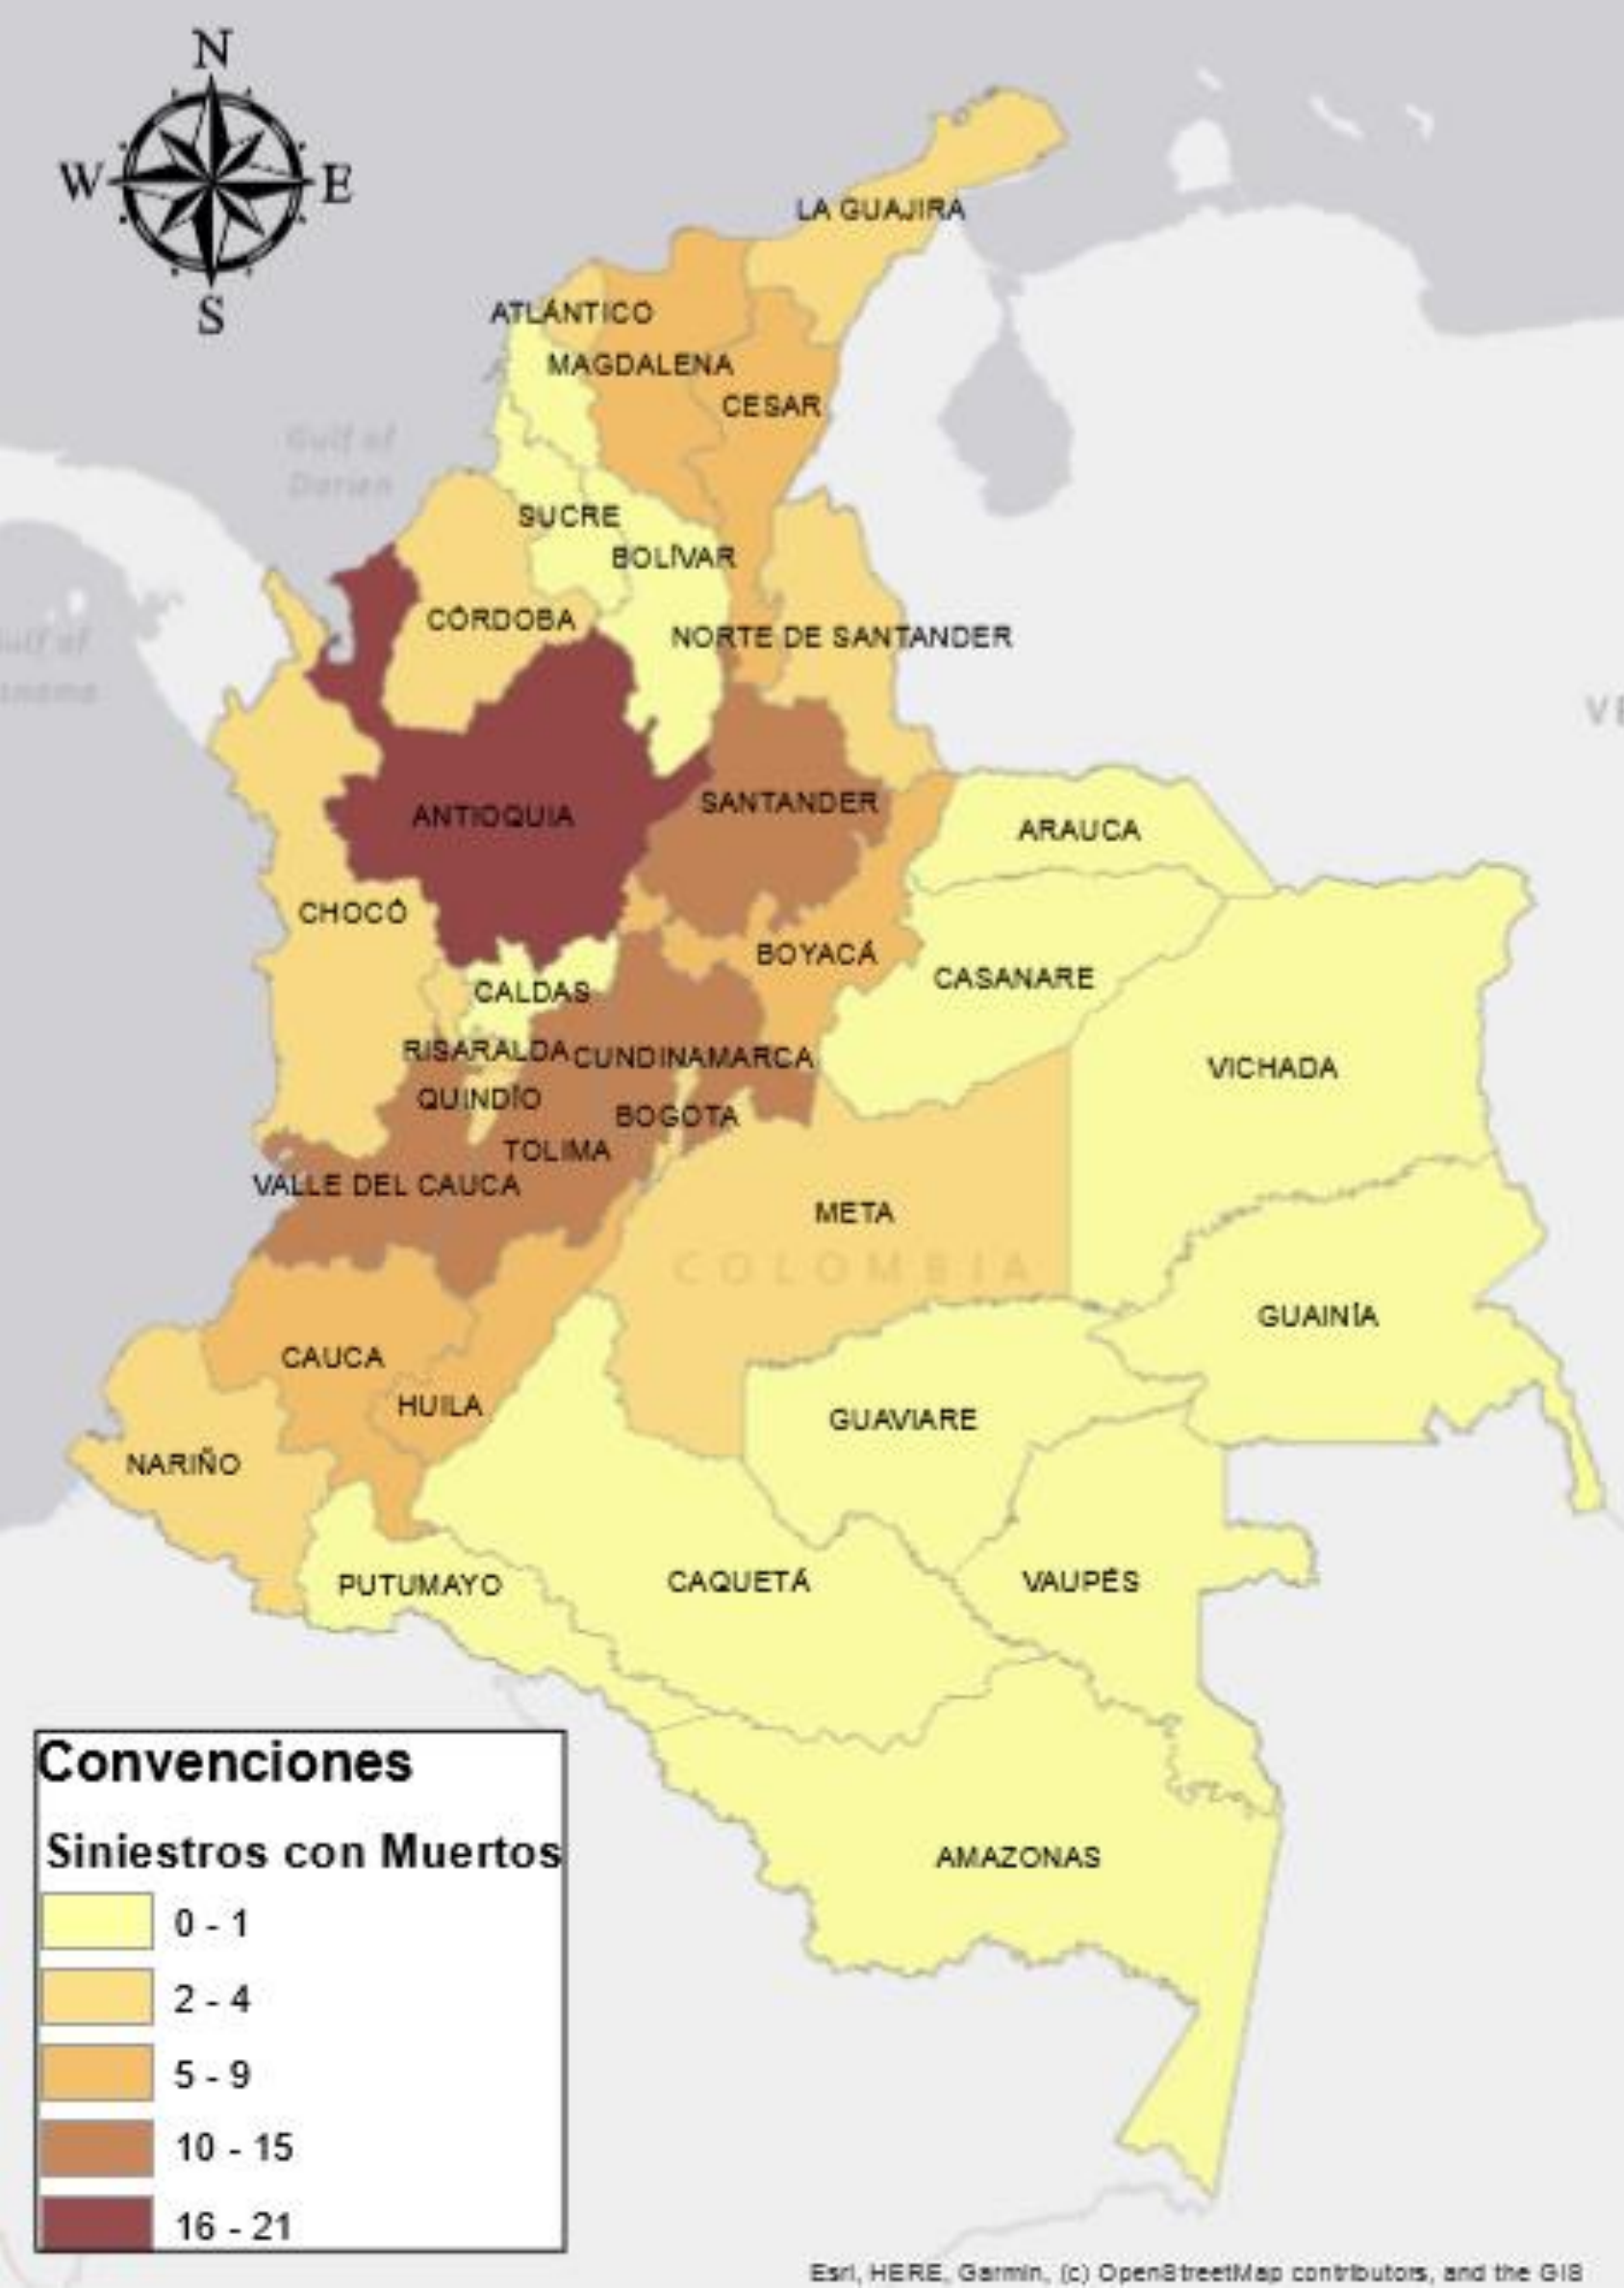 N
W E
S
LA GUAJIRA
ATLÁNTICO
MAGDALENA
CESAR
Gulf of
Darien
SUCRE
BOLÍVAR
CÓRDOBA
NORTE DE SANTANDER
ANTIOQUIA
SANTANDER
ARAUCA
CHOCÓ
BOYACÁ
CASANARE
CALDAS
RISARALDA
CUNDINAMARCA
VICHADA
QUINDÍO
BOGOTA
TOLIMA
VALLE DEL CAUCA
META
COLOMBIA
GUAINÍA
CAUCA
HUILA
GUAVIARE
NARIÑO
PUTUMAYO
CAQUETÁ
VAUPÉS
AMAZONAS
Convenciones
Siniestros con Muertos
0 - 1
2 - 4
5 - 9
10 - 15
16 - 21
Esri, HERE, Garmin, (c) OpenStreetMap contributors, and the GIS